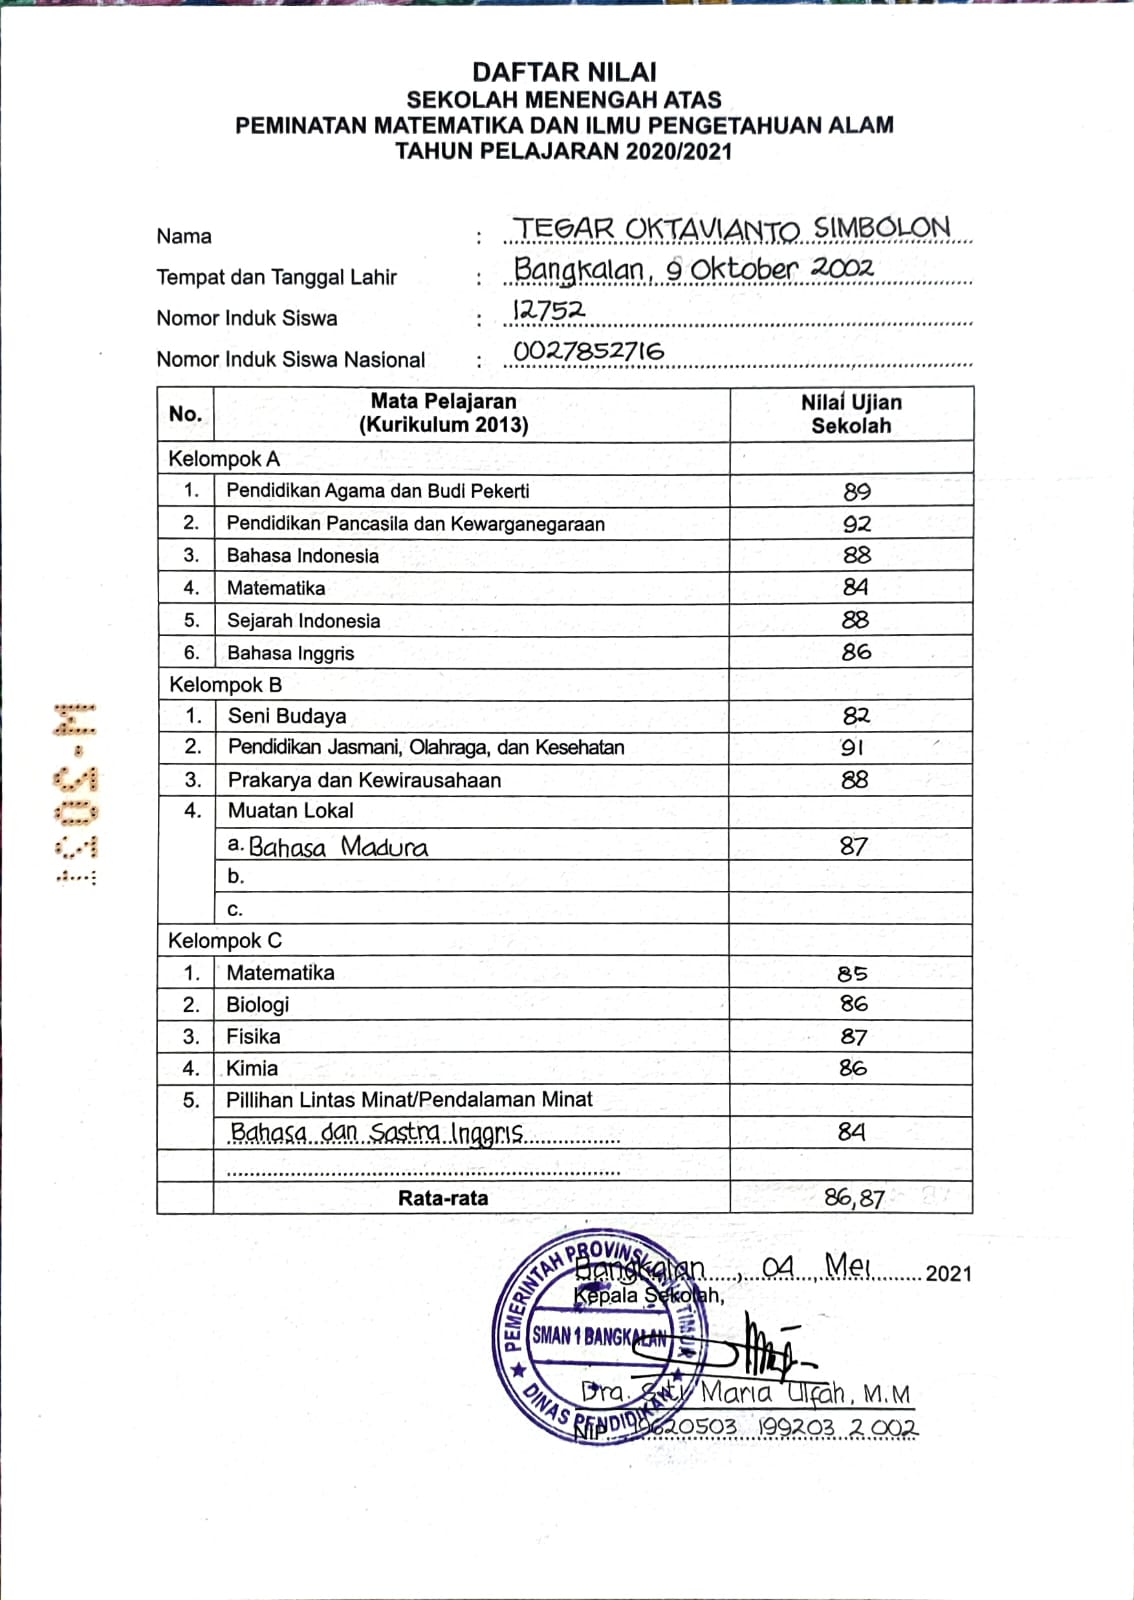 DAFTAR NILAI
SEKOLAH MENENGAH ATAS
PEMINATAN MATEMATIKA DAN ILMU PENGETAHUAN ALAM
TAHUN PELAJARAN 2020/2021
Nama : TEGAR OKTAVIANTO SIMBOLON
Tempat dan Tanggal Lahir : Bangkalan, 9 Oktober 2002
Nomor Induk Siswa : 12752
Nomor Induk Siswa Nasional : 0027852716
No. Mata Pelajaran (Kurikulum 2013) Nilai Ujian Sekolah
Kelompok A
1. Pendidikan Agama dan Budi Pekerti 89
2. Pendidikan Pancasila dan Kewarganegaraan 92
3. Bahasa Indonesia 88
4. Matematika 84
5. Sejarah Indonesia 88
6. Bahasa Inggris 86
Kelompok B
1. Seni Budaya 82
2. Pendidikan Jasmani, Olahraga, dan Kesehatan 91
3. Prakarya dan Kewirausahaan 88
4. Muatan Lokal
a. Bahasa Madura 87
b.
c.
Kelompok C
1. Matematika 85
2. Biologi 86
3. Fisika 87
4. Kimia 86
5. Pillihan Lintas Minat/Pendalaman Minat
Bahasa dan Sastra Inggris 84
Rata-rata 86,87
Bangkalan, 04 Mei 2021
Kepala Sekolah,
PEMERINTAH PROVINSI JAWA TIMUR
SMAN 1 BANGKALAN
DINAS PENDIDIKAN
Dra. Siti Maria Ulfah, M.M
NIP. 19620503 199203 2 002
M-2021